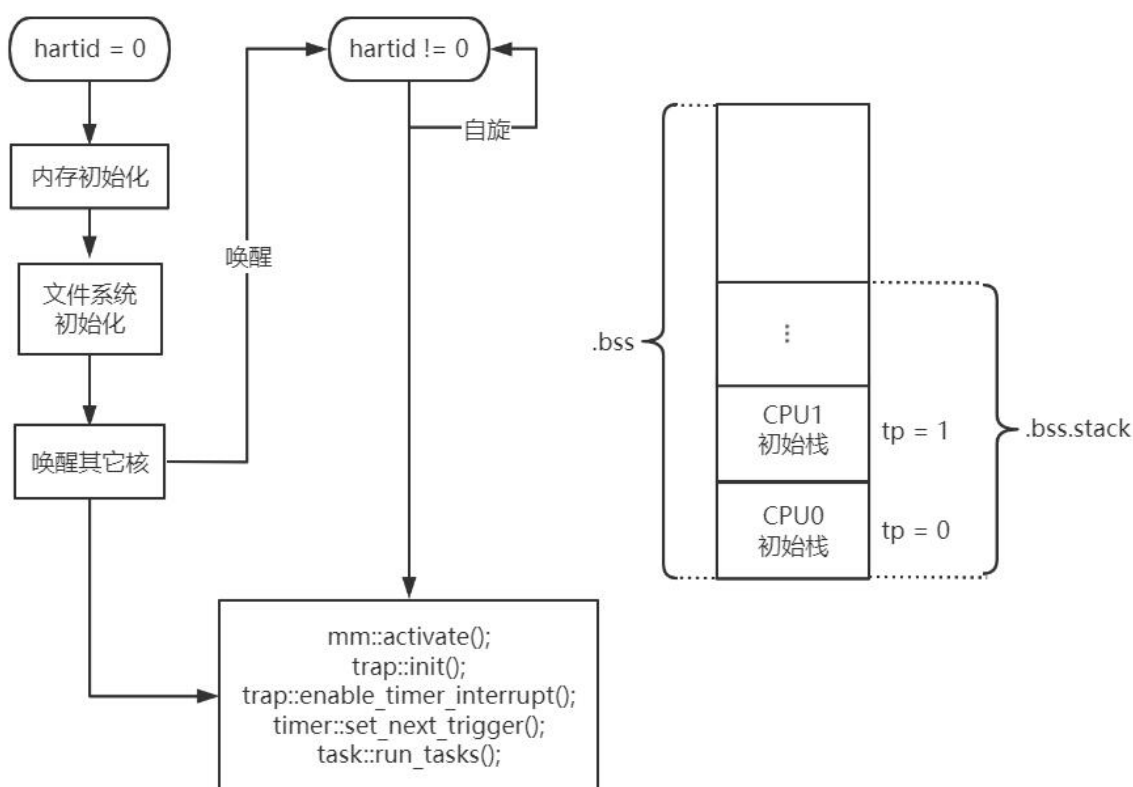 hartid = 0
内存初始化
文件系统
初始化
唤醒其它核
唤醒
hartid != 0
自旋
mm::activate();
trap::init();
trap::enable_timer_interrupt();
timer::set_next_trigger();
task::run_tasks();
.bss
⋮
CPU1
初始栈
tp = 1
CPU0
初始栈
tp = 0
.bss.stack